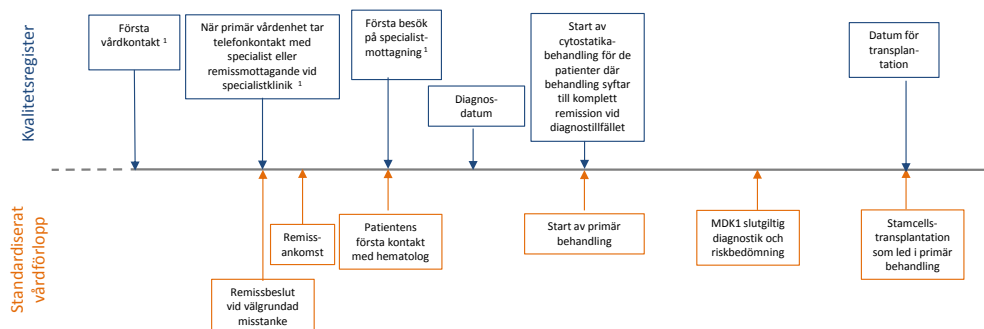 Kvalitetsregister
Första
vårdkontakt ¹
När primär vårdenhet tar
telefonkontakt med
specialist eller
remissmottagande vid
specialistklinik ¹
Första besök
på specialist-
mottagning ¹
Diagnos-
datum
Start av
cytostatika-
behandling för de
patienter där
behandling syftar
till komplett
remission vid
diagnostillfället
Datum för
transplan-
tation
Standardiserat
vårdförlopp
Remissbeslut
vid välgrundad
misstanke
Remiss-
ankomst
Patientens
första kontakt
med hematolog
Start av primär
behandling
MDK1 slutgiltig
diagnostik och
riskbedömning
Stamcells-
transplantation
som led i primär
behandling